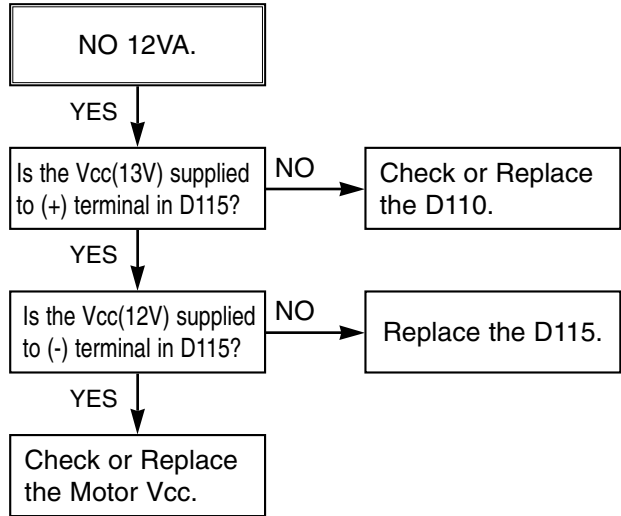 NO 12VA.
YES
Is the Vcc(13V) supplied
to (+) terminal in D115?
NO
Check or Replace
the D110.
YES
Is the Vcc(12V) supplied
to (-) terminal in D115?
NO
Replace the D115.
YES
Check or Replace
the Motor Vcc.